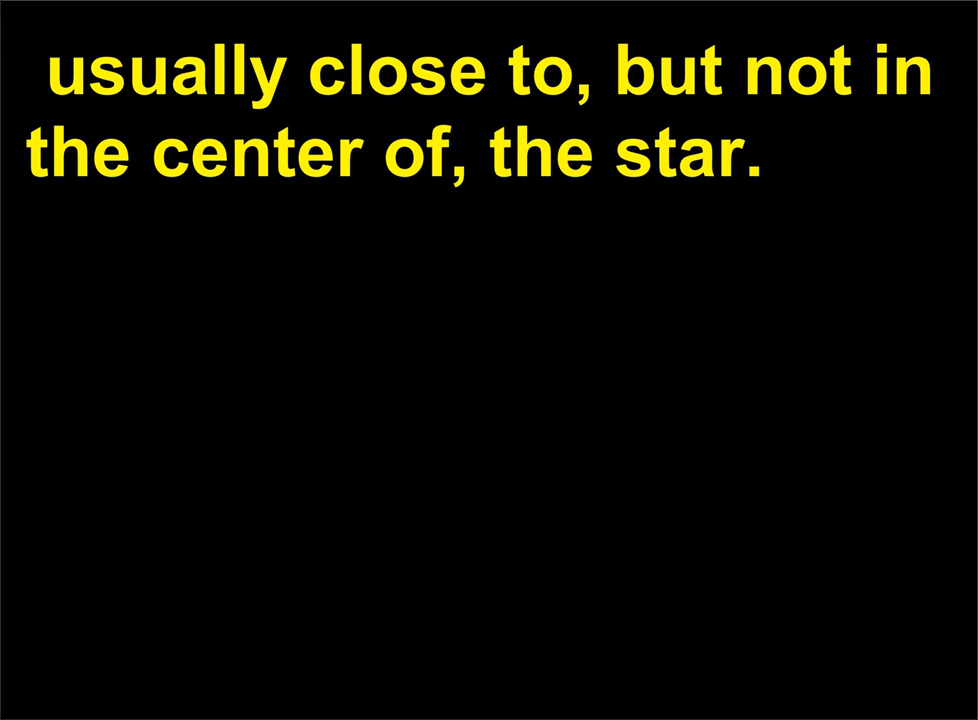 usually close to, but not in
the center of, the star.